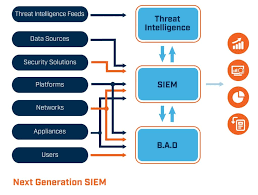 Threat Intelligence Feeds
Data Sources
Security Solutions
Platforms
Networks
Appliances
Users
Threat
Intelligence
SIEM
B.A.D
Next Generation SIEM